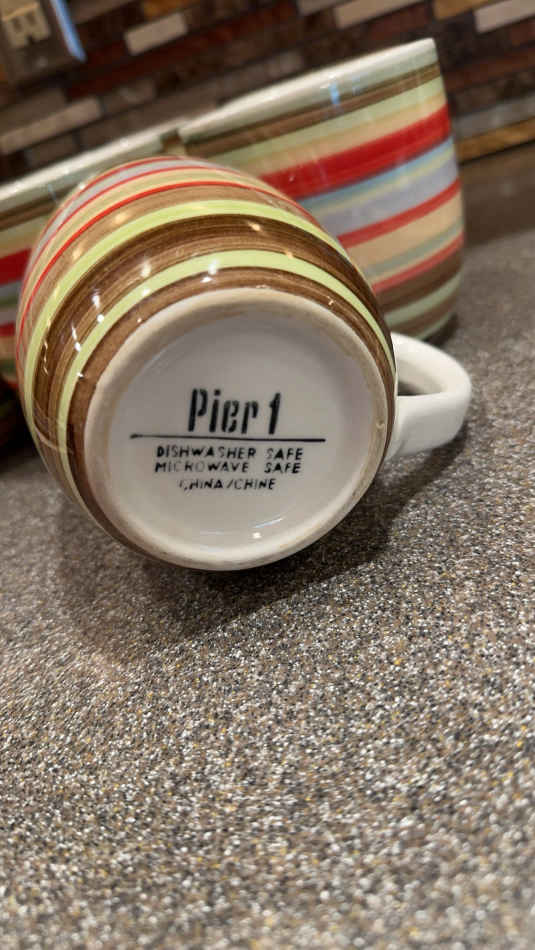 Pier 1
DISHWASHER SAFE
MICROWAVE SAFE
CHINA/CHINE